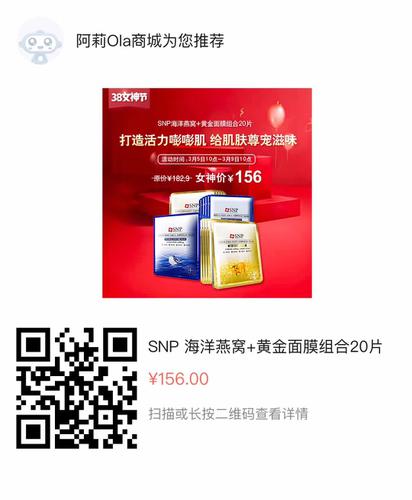 阿莉Ola商城为您推荐
38女神节
SNP海洋燕窝+黄金面膜组合20片
打造活力嘭嘭肌 给肌肤尊宠滋味
活动时间：3月5日10点~3月9日10点
原价¥182.9 女神价¥156
SNP
SNP
SNP
SNP 海洋燕窝+黄金面膜组合20片
¥156.00
扫描或长按二维码查看详情